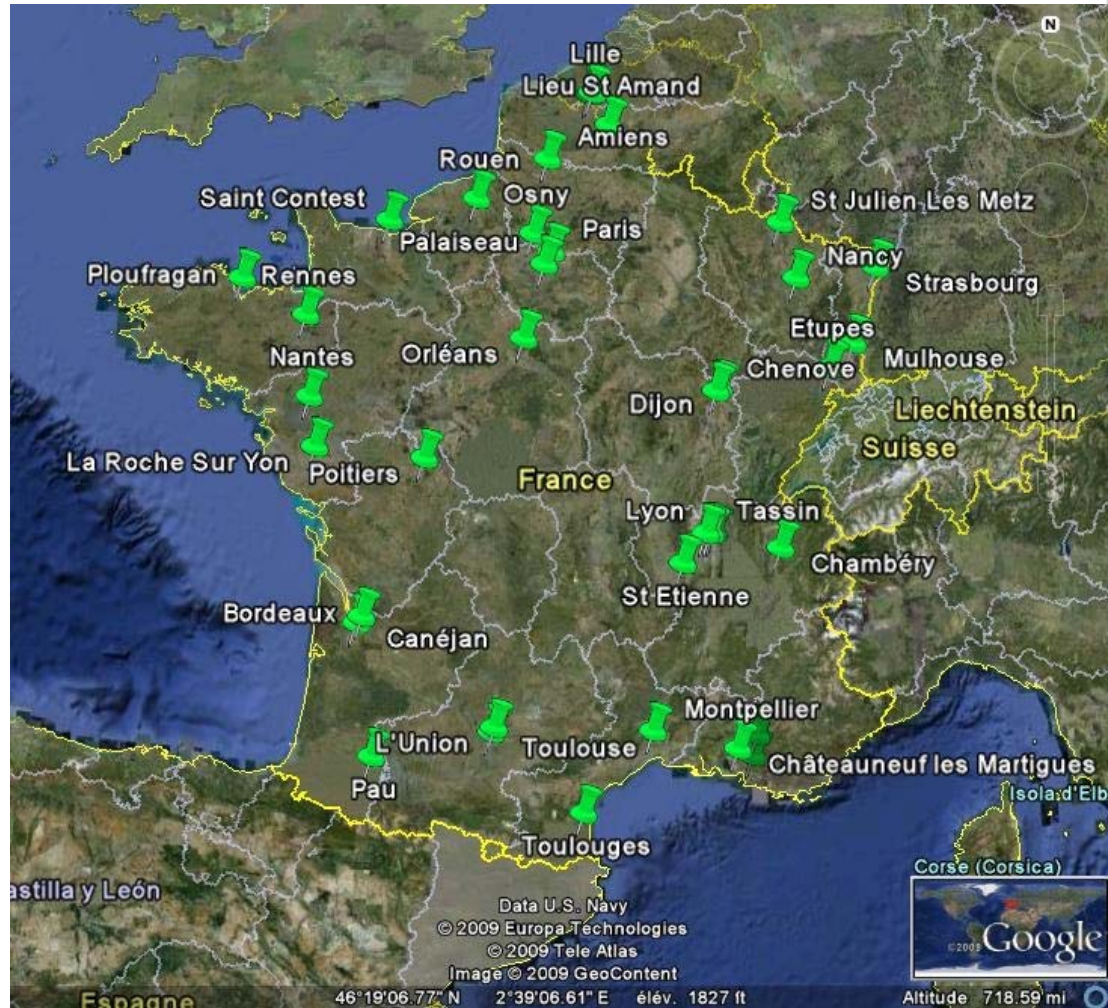 N
Lille
Lieu St Amand
Amiens
Rouen
Osny
Saint Contest
St Julien Les Metz
Palaiseau
Paris
Nancy
Ploufragan
Rennes
Strasbourg
Etupes
Nantes
Orléans
Chenove
Mulhouse
Dijon
Liechtenstein
Suisse
La Roche Sur Yon
Poitiers
France
Lyon
Tassin
Chambéry
St Etienne
Bordeaux
Canéjan
Montpellier
L'Union
Toulouse
Châteauneuf les Martigues
Pau
Isola d'Elb
Toulouges
Corse (Corsica)
astilla y León
Data U.S. Navy
© 2009 Europa Technologies
© 2009 Tele Atlas
Image © 2009 GeoContent
©2009 Google
Espagne
46°19'06.77" N 2°39'06.61" E élév. 1827 ft
Altitude 718.59 mi